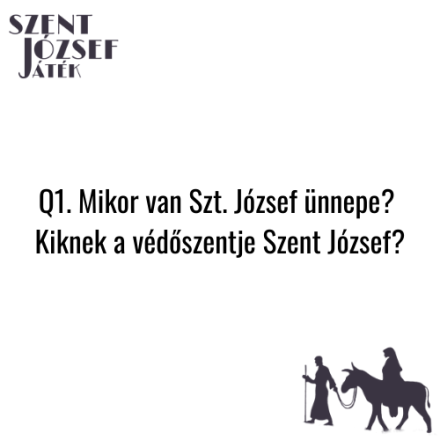 SZENT
JÓZSEF
JÁTÉK
Q1. Mikor van Szt. József ünnepe?
Kiknek a védőszentje Szent József?